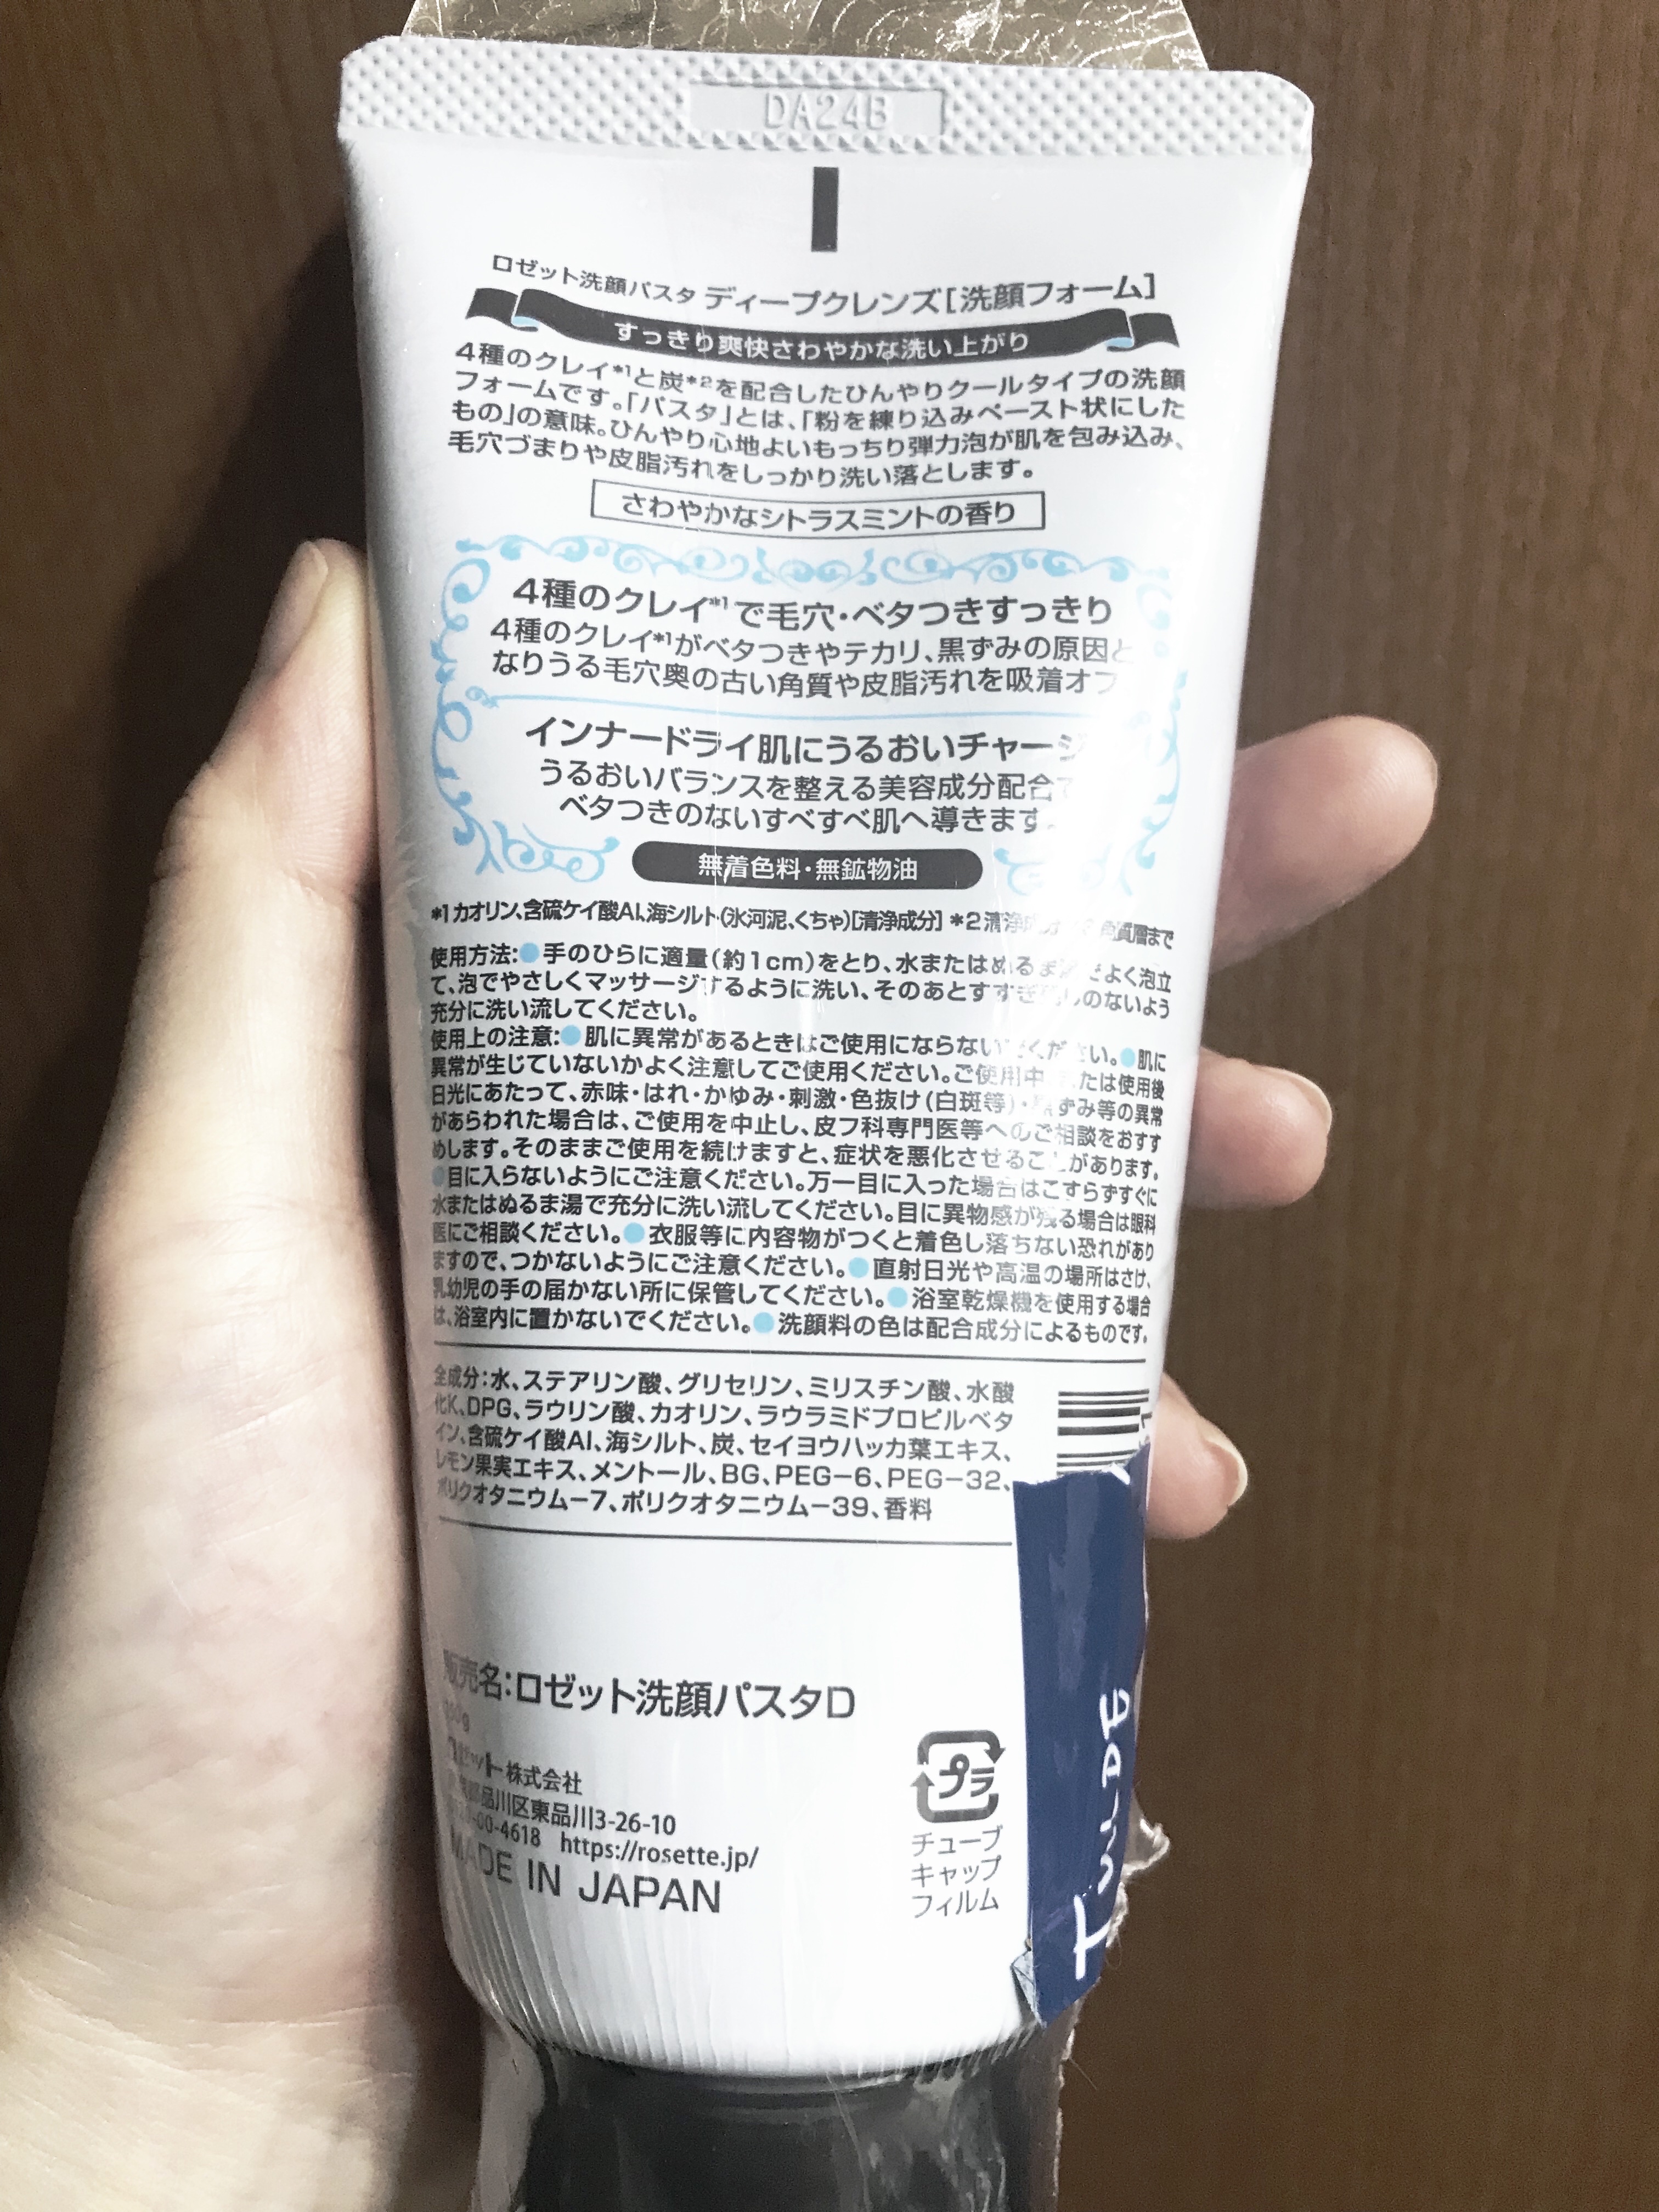 DA24B
ロゼット洗顔パスタ ディープクレンズ[洗顔フォーム]
すっきり爽快さわやかな洗い上がり
4種のクレイ*1と炭*2を配合したひんやりクールタイプの洗顔
フォームです。「パスタ」とは、「粉を練り込みペースト状にした
もの」の意味。ひんやり心地よいもっちり弾力泡が肌を包み込み、
毛穴づまりや皮脂汚れをしっかり洗い落とします。
さわやかなシトラスミントの香り
4種のクレイ*1で毛穴・ベタつきすっきり
4種のクレイ*1がベタつきやテカリ、黒ずみの原因と
なりうる毛穴奥の古い角質や皮脂汚れを吸着オフ
インナードライ肌にうるおいチャージ
うるおいバランスを整える美容成分配合で
ベタつきのないすべすべ肌へ導きます。
無着色料・無鉱物油
*1 カオリン、含硫ケイ酸Al、海シルト(氷河泥、くちゃ)[清浄成分] *2 清浄 角質層まで
使用方法:●手のひらに適量(約1cm)をとり、水またはぬるま よく泡立
て、泡でやさしくマッサージするように洗い、そのあとすすぎ のないよう
充分に洗い流してください。
使用上の注意:●肌に異常があるときはご使用にならないでください。●肌に
異常が生じていないかよく注意してご使用ください。ご使用中 または使用後
日光にあたって、赤味・はれ・かゆみ・刺激・色抜け(白斑等)・黒ずみ等の異常
があらわれた場合は、ご使用を中止し、皮フ科専門医等へのご相談をおすす
めします。そのままご使用を続けますと、症状を悪化させることがあります。
●目に入らないようにご注意ください。万一目に入った場合はこすらずすぐに
水またはぬるま湯で充分に洗い流してください。目に異物感が残る場合は眼科
医にご相談ください。●衣服等に内容物がつくと着色し落ちない恐れがあり
ますので、つかないようにご注意ください。●直射日光や高温の場所はさけ、
乳幼児の手の届かない所に保管してください。●浴室乾燥機を使用する場合
は、浴室内に置かないでください。●洗顔料の色は配合成分によるものです。
全成分:水、ステアリン酸、グリセリン、ミリスチン酸、水酸
化K、DPG、ラウリン酸、カオリン、ラウラミドプロピルベタ
イン、含硫ケイ酸Al、海シルト、炭、セイヨウハッカ葉エキス、
レモン果実エキス、メントール、BG、PEG-6、PEG-32、
ポリクオタニウム-7、ポリクオタニウム-39、香料
販売名:ロゼット洗顔パスタD
株式会社
品川区東品川3-26-10
00-4618 https://rosette.jp/
MADE IN JAPAN
プラ
チューブ
キャップ
フィルム